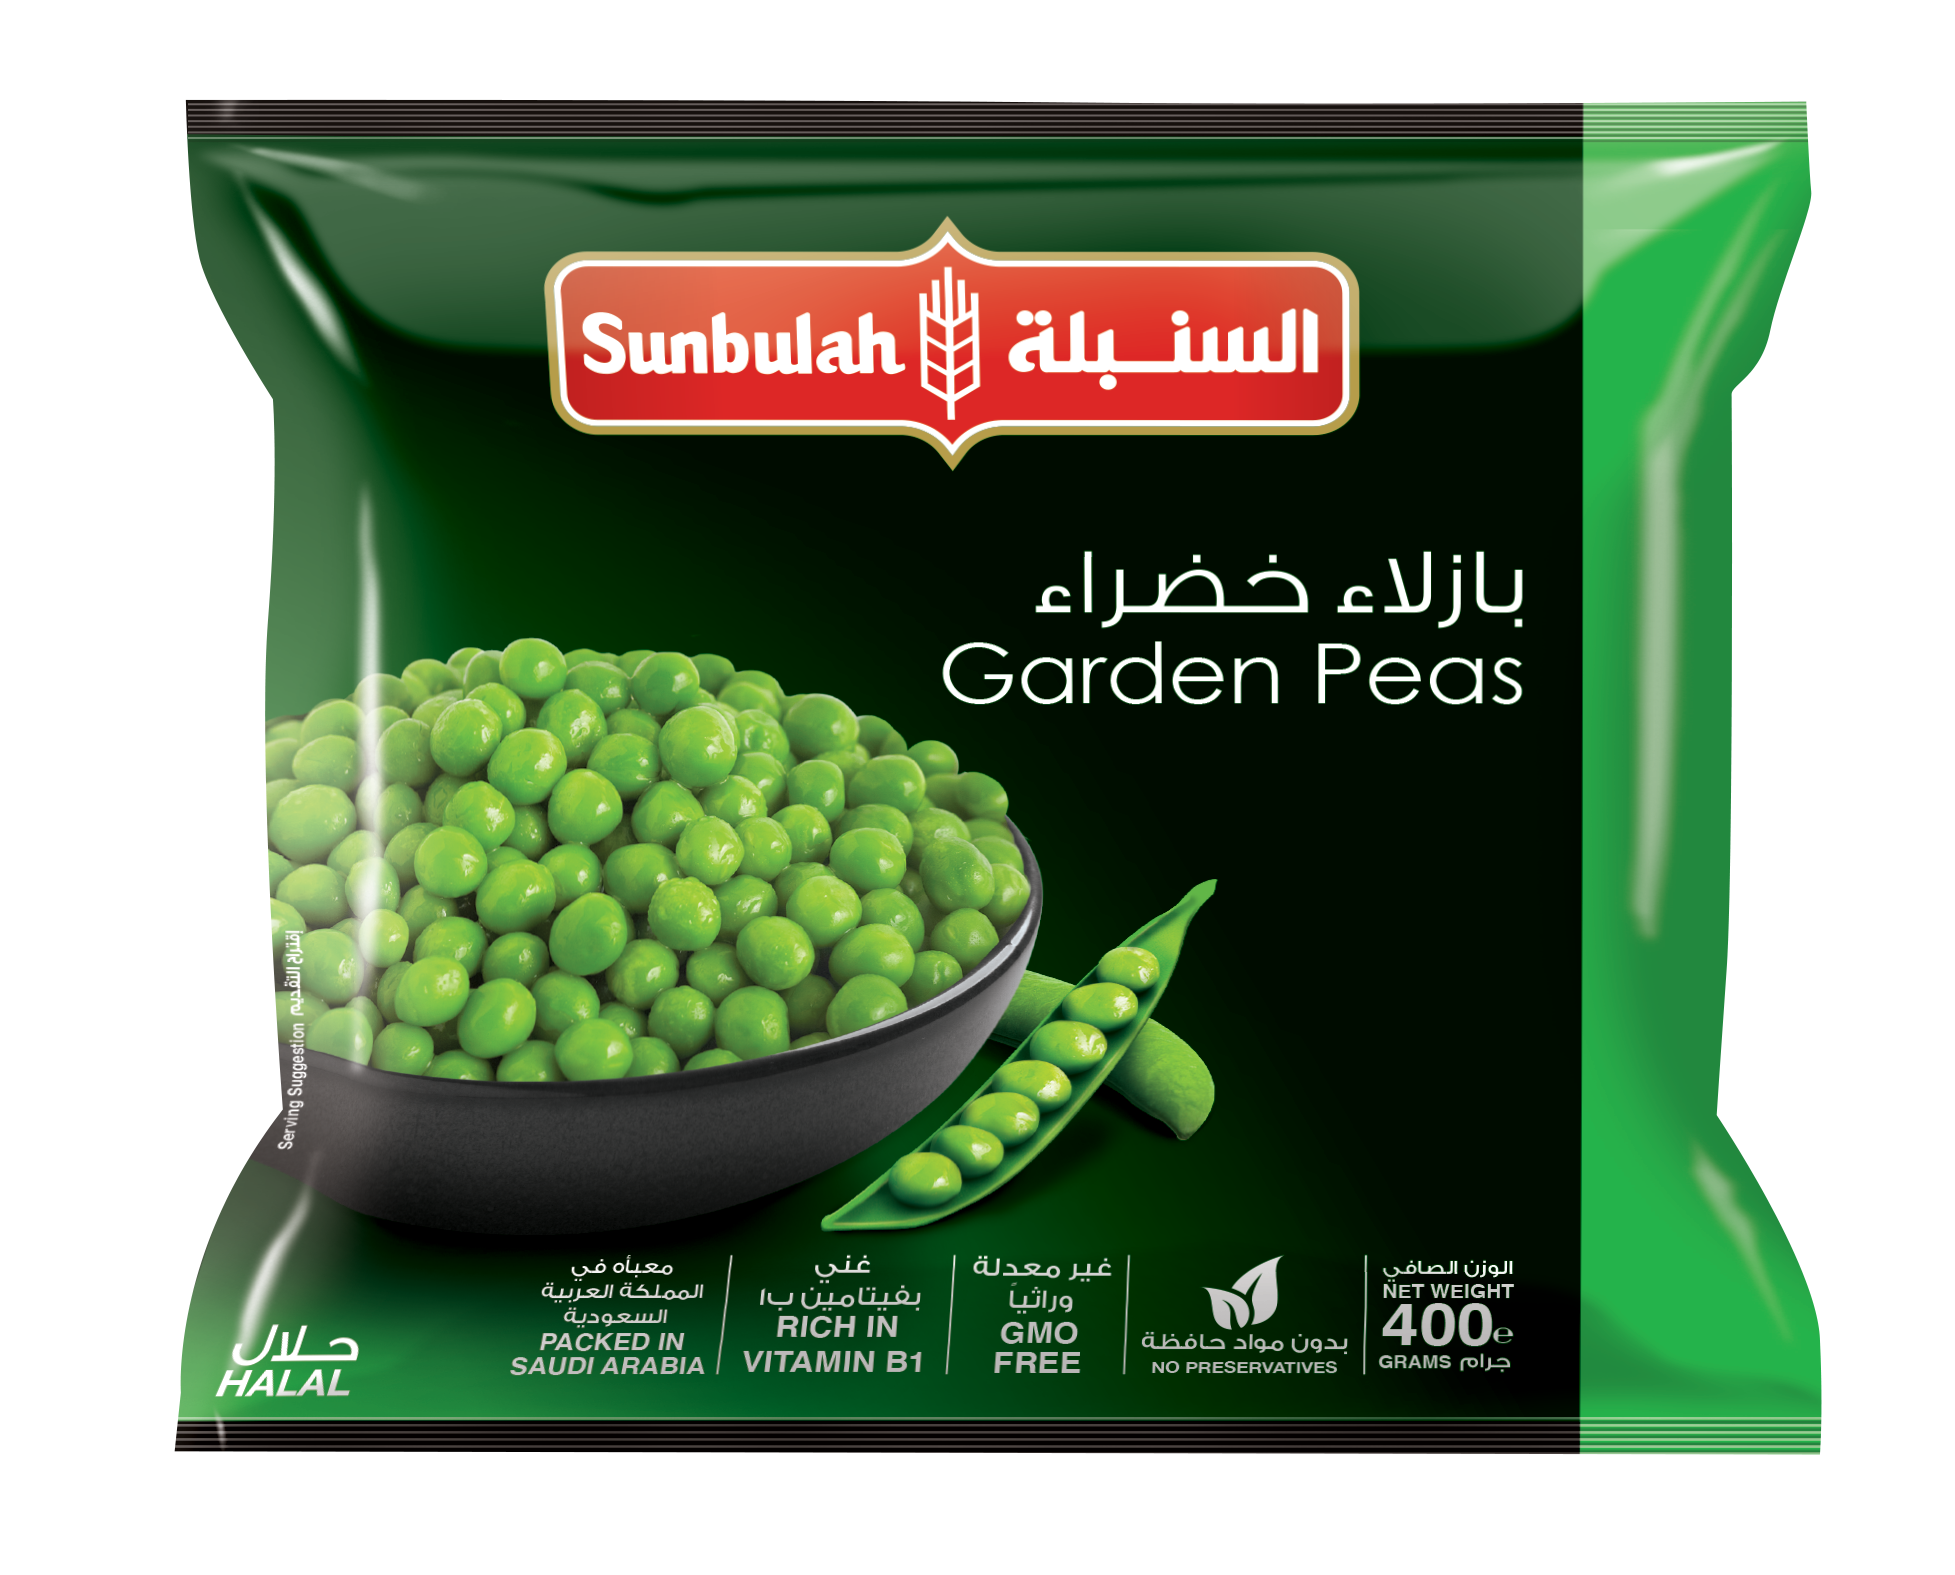 Sunbulah السنبلة
بازلاء خضراء
Garden Peas
Serving Suggestion إقتراح التقديم
حلال
HALAL
معبأه في
المملكة العربية
السعودية
PACKED IN
SAUDI ARABIA
غني
بفيتامين ب١
RICH IN
VITAMIN B1
غير معدلة
وراثياً
GMO
FREE
بدون مواد حافظة
NO PRESERVATIVES
الوزن الصافي
NET WEIGHT
400e
GRAMS جرام